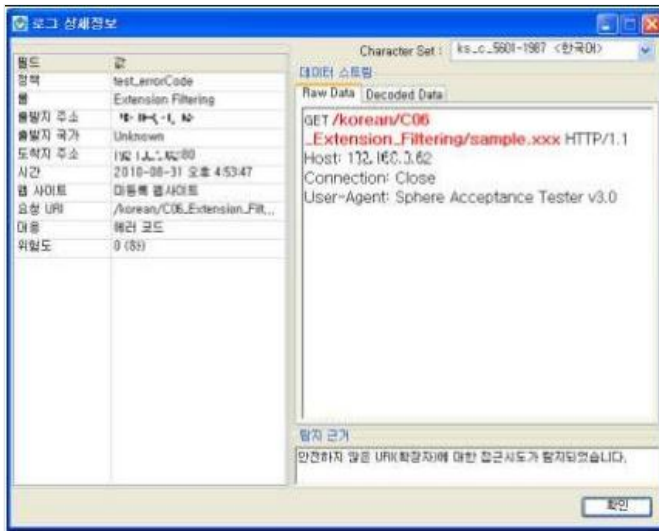 로그 상세정보
Character Set : ks_c_5601-1987 <한국어>
필드 값
정책 test_errorCode
룰 Extension Filtering
출발지 주소
출발지 국가 Unknown
도착지 주소
시간 2010-08-31 오후 4:53:47
웹 사이트 미등록 웹사이트
요청 URI /korean/C06_Extension_Filt...
대응 에러 코드
위험도 0 (하)
데이터 스트림
Raw Data Decoded Data
GET /korean/C06
_Extension_Filtering/sample.xxx HTTP/1.1
Host:
Connection: Close
User-Agent: Sphere Acceptance Tester v3.0
탐지 근거
안전하지 않은 URI(확장자)에 대한 접근시도가 탐지되었습니다.
확인